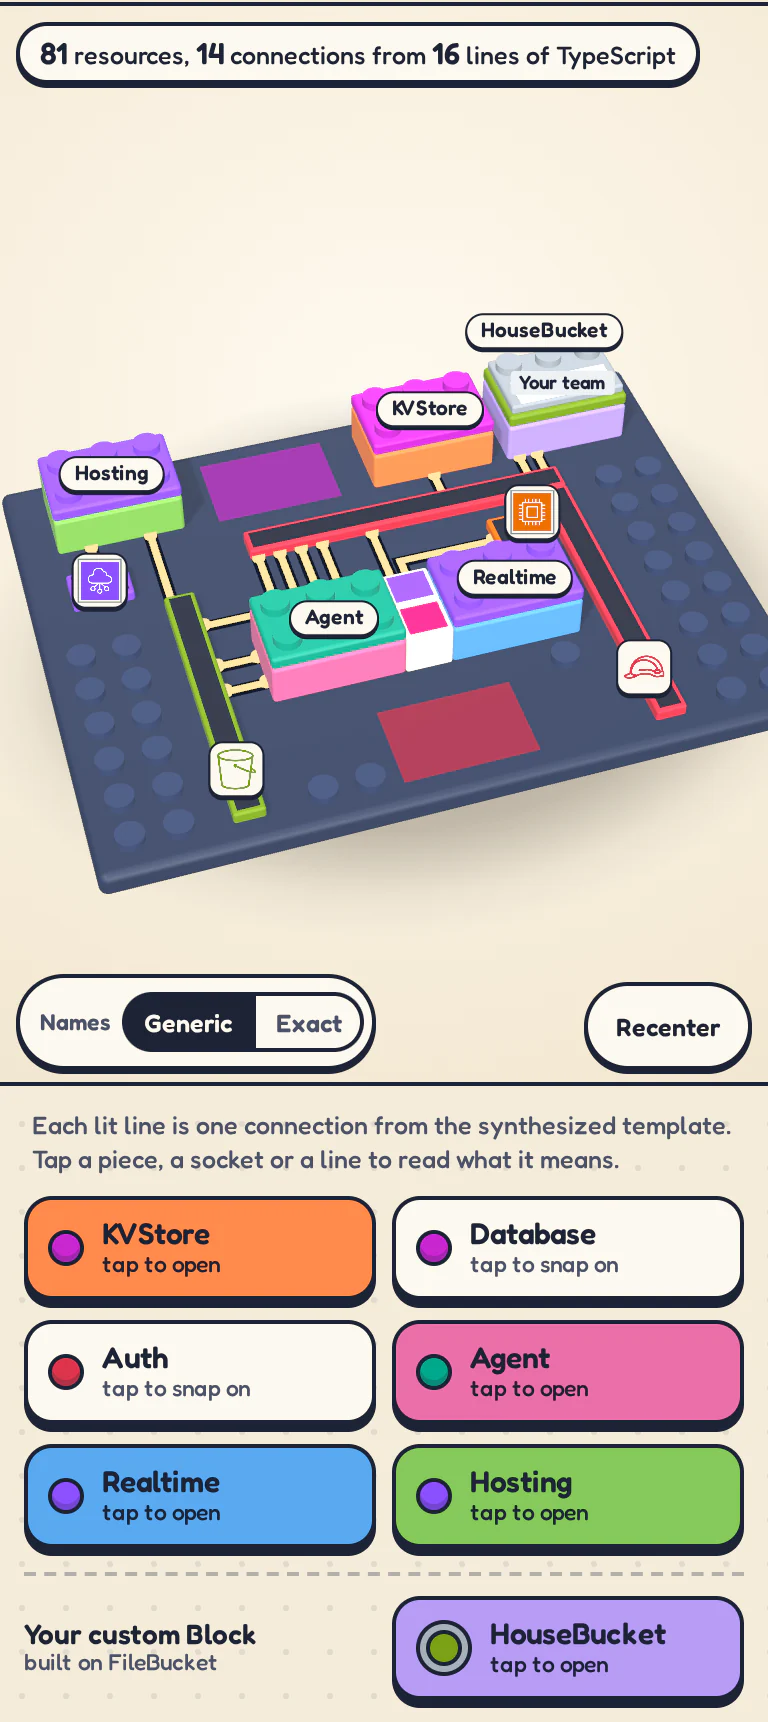 81 resources, 14 connections from 16 lines of TypeScript
HouseBucket
Your team
KVStore
Hosting
Realtime
Agent
Names
Generic
Exact
Recenter
Each lit line is one connection from the synthesized template.
Tap a piece, a socket or a line to read what it means.
KVStore
tap to open
Database
tap to snap on
Auth
tap to snap on
Agent
tap to open
Realtime
tap to open
Hosting
tap to open
Your custom Block
built on FileBucket
HouseBucket
tap to open